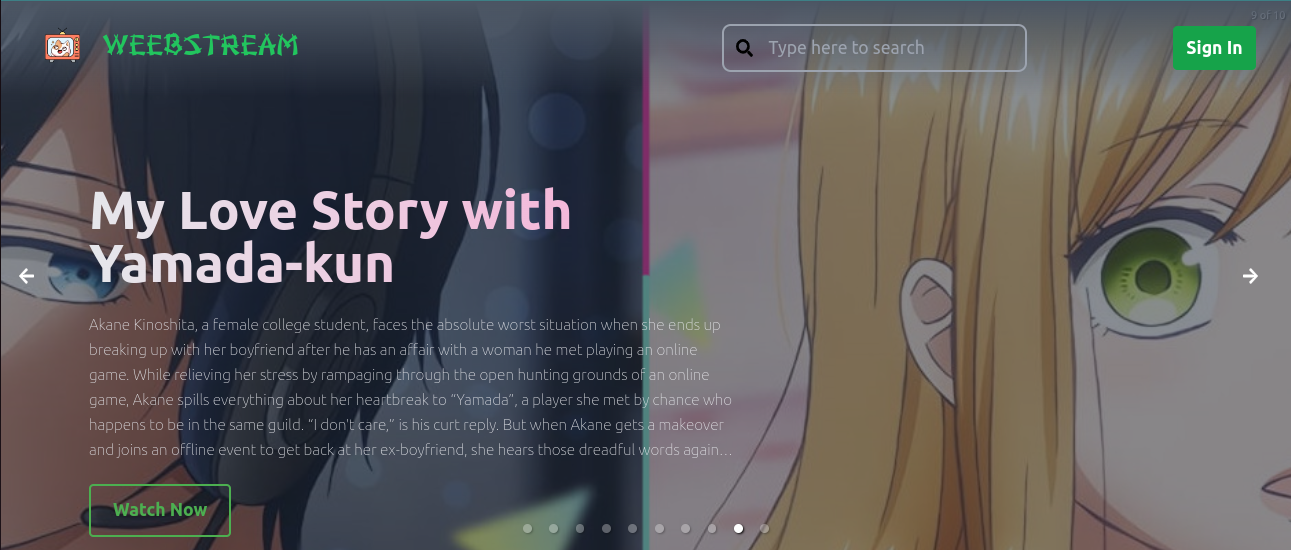 9 of 10
WEEBSTREAM
Type here to search
Sign In
My Love Story with
Yamada-kun
Akane Kinoshita, a female college student, faces the absolute worst situation when she ends up
breaking up with her boyfriend after he has an affair with a woman he met playing an online
game. While relieving her stress by rampaging through the open hunting grounds of an online
game, Akane spills everything about her heartbreak to “Yamada”, a player she met by chance who
happens to be in the same guild. “I don't care,” is his curt reply. But when Akane gets a makeover
and joins an offline event to get back at her ex-boyfriend, she hears those dreadful words again…
Watch Now